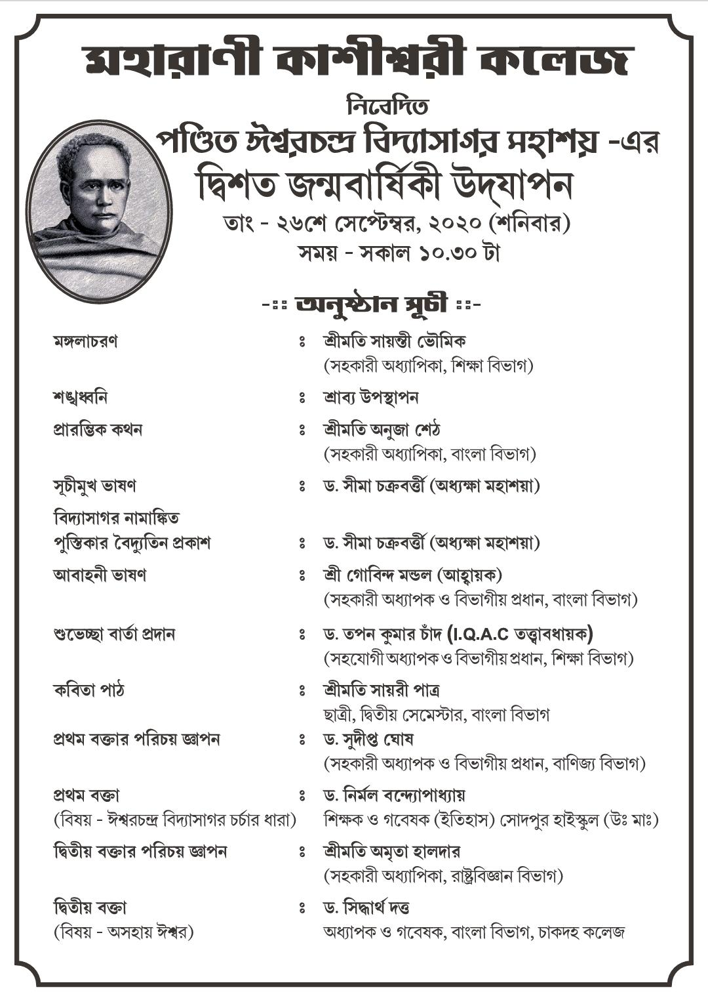 মহারাণী কাশীশ্বরী কলেজ
নিবেদিত
পণ্ডিত ঈশ্বরচন্দ্র বিদ্যাসাগর মহাশয় -এর
দ্বিশত জন্মবার্ষিকী উদ্‌যাপন
তাং - ২৬শে সেপ্টেম্বর, ২০২০ (শনিবার)
সময় - সকাল ১০.৩০ টা
-:: অনুষ্ঠান সূচী ::-
মঙ্গলাচরণ ঃ শ্রীমতি সায়ন্তী ভৌমিক
(সহকারী অধ্যাপিকা, শিক্ষা বিভাগ)
শঙ্খধ্বনি ঃ শ্রাব্য উপস্থাপন
প্রারম্ভিক কথন ঃ শ্রীমতি অনুজা শেঠ
(সহকারী অধ্যাপিকা, বাংলা বিভাগ)
সূচীমুখ ভাষণ ঃ ড. সীমা চক্রবর্ত্তী (অধ্যক্ষা মহাশয়া)
বিদ্যাসাগর নামাঙ্কিত
পুস্তিকার বৈদ্যুতিন প্রকাশ ঃ ড. সীমা চক্রবর্ত্তী (অধ্যক্ষা মহাশয়া)
আবাহনী ভাষণ ঃ শ্রী গোবিন্দ মন্ডল (আহ্বায়ক)
(সহকারী অধ্যাপক ও বিভাগীয় প্রধান, বাংলা বিভাগ)
শুভেচ্ছা বার্তা প্রদান ঃ ড. তপন কুমার চাঁদ (I.Q.A.C তত্ত্বাবধায়ক)
(সহযোগী অধ্যাপক ও বিভাগীয় প্রধান, শিক্ষা বিভাগ)
কবিতা পাঠ ঃ শ্রীমতি সায়রী পাত্র
ছাত্রী, দ্বিতীয় সেমেস্টার, বাংলা বিভাগ
প্রথম বক্তার পরিচয় জ্ঞাপন ঃ ড. সুদীপ্ত ঘোষ
(সহকারী অধ্যাপক ও বিভাগীয় প্রধান, বাণিজ্য বিভাগ)
প্রথম বক্তা ঃ ড. নির্মল বন্দ্যোপাধ্যায়
(বিষয় - ঈশ্বরচন্দ্র বিদ্যাসাগর চর্চার ধারা) শিক্ষক ও গবেষক (ইতিহাস) সোদপুর হাইস্কুল (উঃ মাঃ)
দ্বিতীয় বক্তার পরিচয় জ্ঞাপন ঃ শ্রীমতি অমৃতা হালদার
(সহকারী অধ্যাপিকা, রাষ্ট্রবিজ্ঞান বিভাগ)
দ্বিতীয় বক্তা ঃ ড. সিদ্ধার্থ দত্ত
(বিষয় - অসহায় ঈশ্বর) অধ্যাপক ও গবেষক, বাংলা বিভাগ, চাকদহ কলেজ